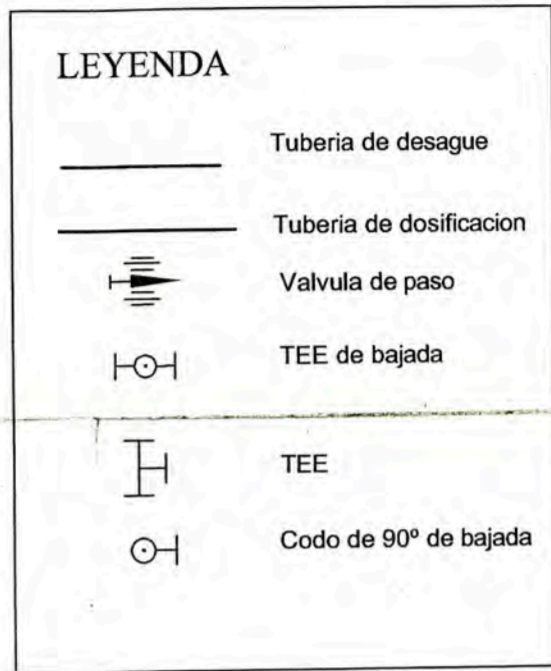 LEYENDA
Tuberia de desague
Tuberia de dosificacion
Valvula de paso
TEE de bajada
TEE
Codo de 90º de bajada